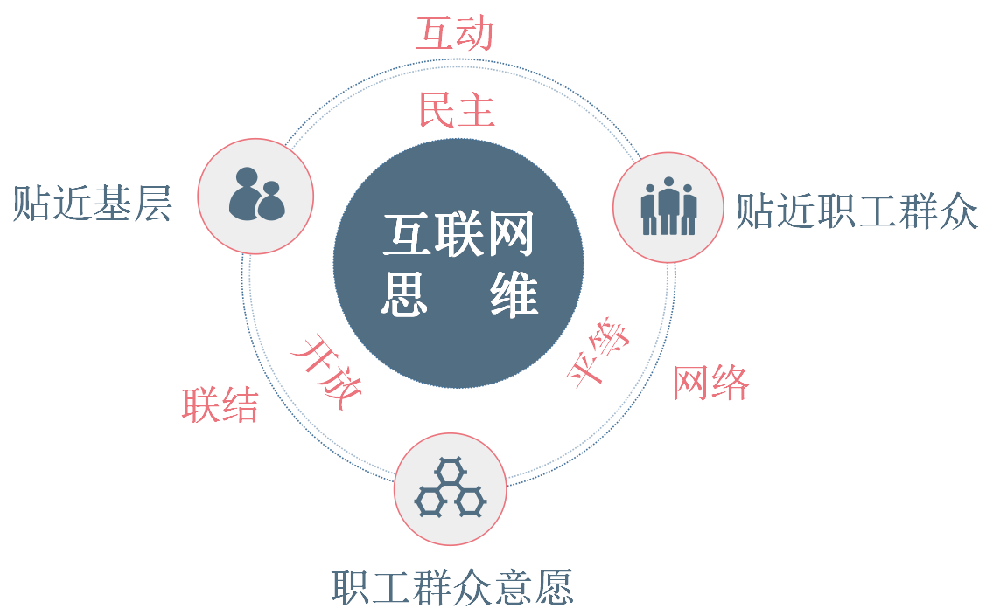 互动
民主
贴近基层
贴近职工群众
互联网
思 维
开放
平等
联结
网络
职工群众意愿